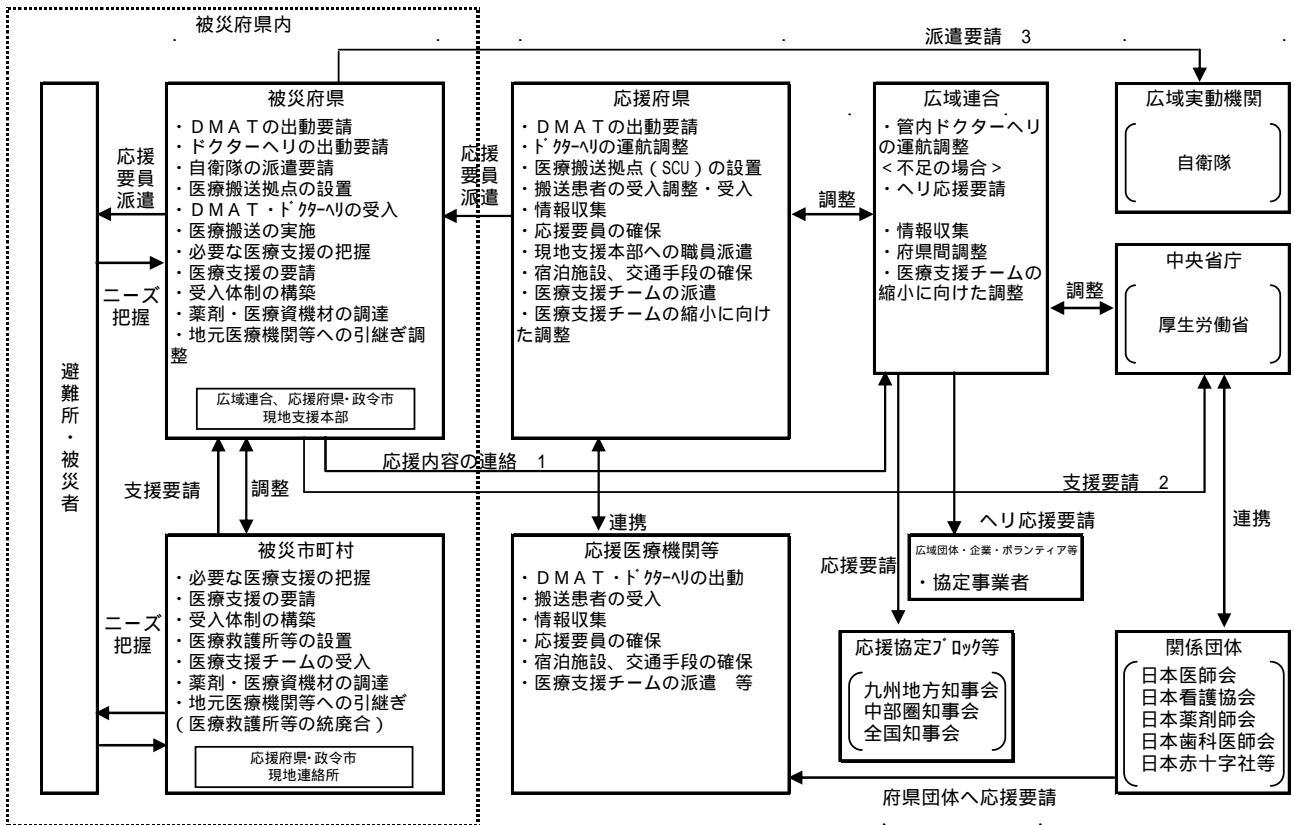 被災府県内
派遣要請 3
被災府県
・ＤＭＡＴの出動要請
・ドクターヘリの出動要請
・自衛隊の派遣要請
・医療搬送拠点の設置
・ＤＭＡＴ・ﾄﾞｸﾀｰﾍﾘの受入
・医療搬送の実施
・必要な医療支援の把握
・医療支援の要請
・受入体制の構築
・薬剤・医療資機材の調達
・地元医療機関等への引継ぎ調
整
広域連合、応援府県・政令市
現地支援本部
応援
要員
派遣
ニーズ
把握
避難所・被災者
応援
要員
派遣
応援府県
・ＤＭＡＴの出動要請
・ﾄﾞｸﾀｰﾍﾘの運航調整
・医療搬送拠点（SCU）の設置
・搬送患者の受入調整・受入
・情報収集
・応援要員の確保
・現地支援本部への職員派遣
・宿泊施設、交通手段の確保
・医療支援チームの派遣
・医療支援チームの縮小に向け
た調整
調整
広域連合
・管内ドクターヘリ
の運航調整
＜不足の場合＞
・ヘリ応援要請
・情報収集
・府県間調整
・医療支援チームの
縮小に向けた調整
広域実動機関
自衛隊
中央省庁
厚生労働省
調整
応援内容の連絡 1
支援要請 2
支援要請
調整
連携
ヘリ応援要請
応援要請
連携
被災市町村
・必要な医療支援の把握
・医療支援の要請
・受入体制の構築
・医療救護所等の設置
・医療支援チームの受入
・薬剤・医療資機材の調達
・地元医療機関等への引継ぎ
（医療救護所等の統廃合）
応援府県・政令市
現地連絡所
ニーズ
把握
応援医療機関等
・ＤＭＡＴ・ﾄﾞｸﾀｰﾍﾘの出動
・搬送患者の受入
・情報収集
・応援要員の確保
・宿泊施設、交通手段の確保
・医療支援チームの派遣 等
広域団体・企業・ボランティア等
・協定事業者
応援協定ﾌﾞﾛｯｸ等
九州地方知事会
中部圏知事会
全国知事会
関係団体
日本医師会
日本看護協会
日本薬剤師会
日本歯科医師会
日本赤十字社等
府県団体へ応援要請